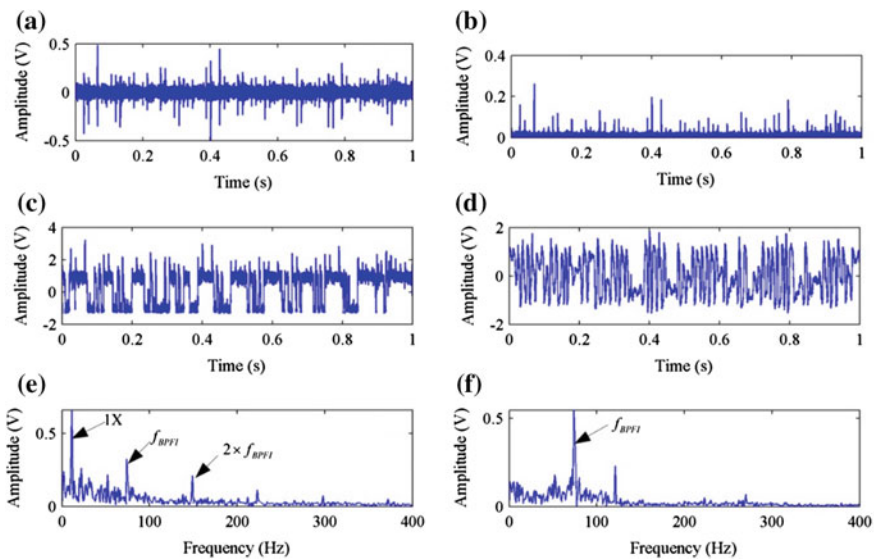 (a)
Amplitude (V)
0.5
0
-0.5
0 0.2 0.4 0.6 0.8 1
Time (s)
(b)
Amplitude (V)
0.4
0.2
0
0 0.2 0.4 0.6 0.8 1
Time (s)
(c)
Amplitude (V)
4
2
0
-2
0 0.2 0.4 0.6 0.8 1
Time (s)
(d)
Amplitude (V)
2
0
-2
0 0.2 0.4 0.6 0.8 1
Time (s)
(e)
Amplitude (V)
0.5
0
1X
f_BPFI
2 × f_BPFI
0 100 200 300 400
Frequency (Hz)
(f)
Amplitude (V)
0.5
0
f_BPFI
0 100 200 300 400
Frequency (Hz)